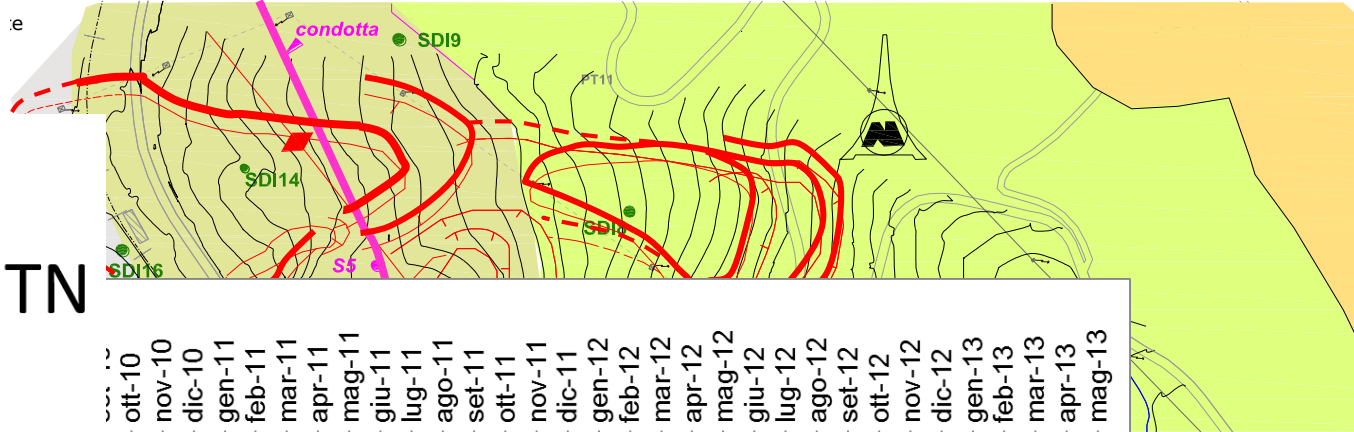 condotta
SDI9
PT11
SDI14
SDI16
S5
TN
ott-10
nov-10
dic-10
gen-11
feb-11
mar-11
apr-11
mag-11
giu-11
lug-11
ago-11
set-11
ott-11
nov-11
dic-11
gen-12
feb-12
mar-12
apr-12
mag-12
giu-12
lug-12
ago-12
set-12
ott-12
nov-12
dic-12
gen-13
feb-13
mar-13
apr-13
mag-13